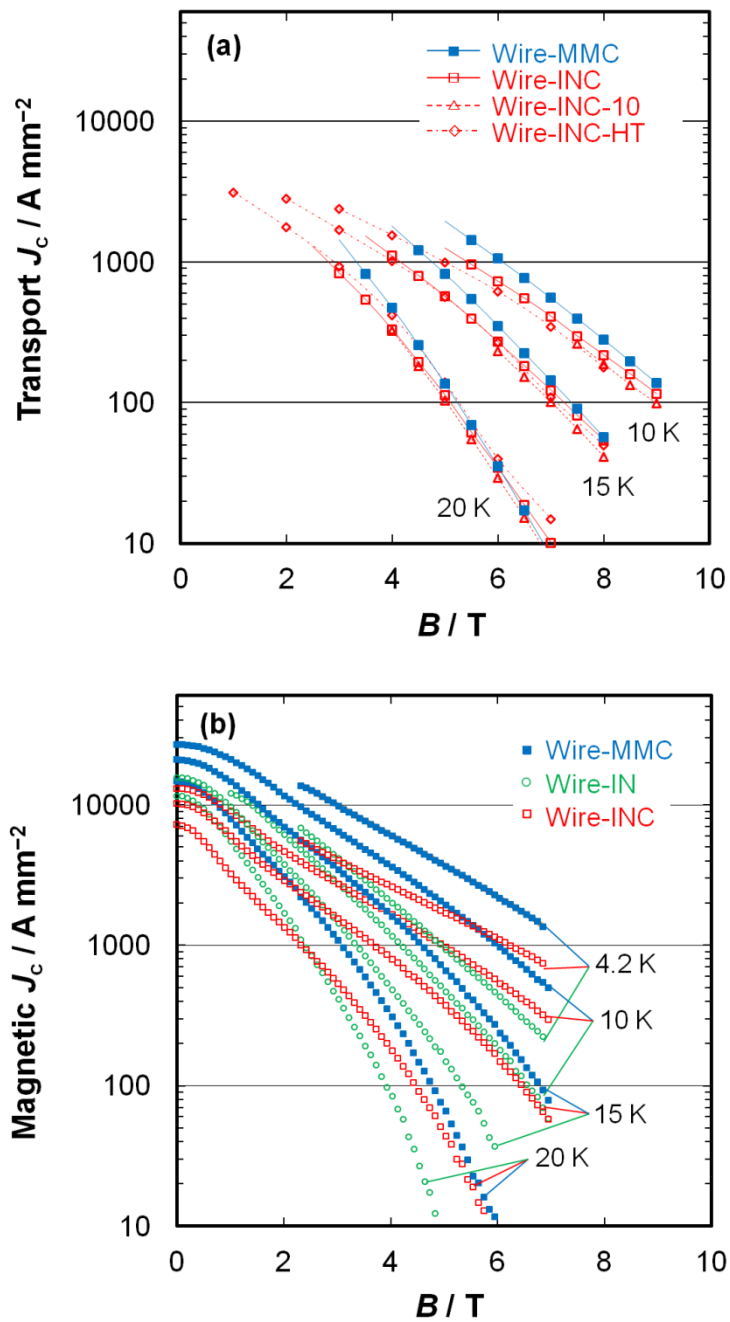 (a)
Wire-MMC
Wire-INC
Wire-INC-10
Wire-INC-HT
10000
1000
100
10
Transport Jc / A mm⁻²
10 K
15 K
20 K
0 2 4 6 8 10
B / T
(b)
Wire-MMC
Wire-IN
Wire-INC
10000
1000
100
10
Magnetic Jc / A mm⁻²
4.2 K
10 K
15 K
20 K
0 2 4 6 8 10
B / T